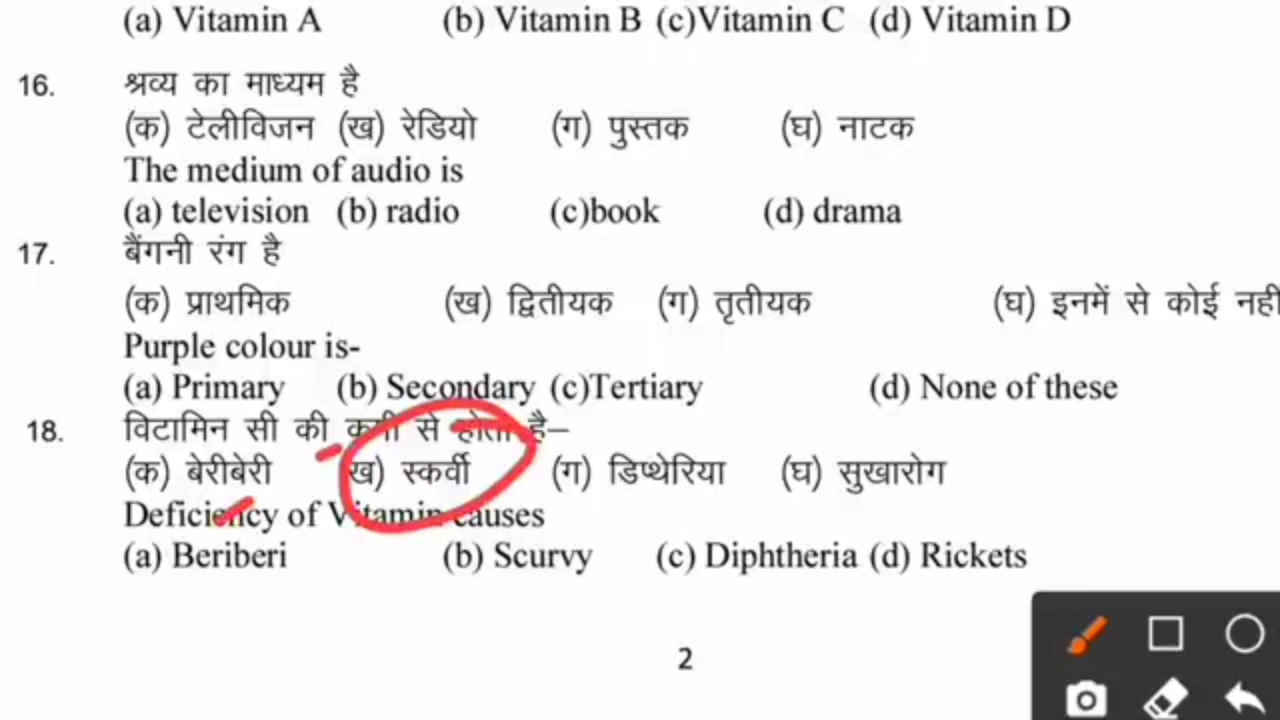 (a) Vitamin A (b) Vitamin B (c)Vitamin C (d) Vitamin D
16. श्रव्य का माध्यम है
(क) टेलीविजन (ख) रेडियो (ग) पुस्तक (घ) नाटक
The medium of audio is
(a) television (b) radio (c)book (d) drama
17. बैंगनी रंग है
(क) प्राथमिक (ख) द्वितीयक (ग) तृतीयक (घ) इनमें से कोई नही
Purple colour is-
(a) Primary (b) Secondary (c)Tertiary (d) None of these
18. विटामिन सी की कमी से होता है–
(क) बेरीबेरी (ख) स्कर्वी (ग) डिप्थेरिया (घ) सुखारोग
Deficiency of Vitamin causes
(a) Beriberi (b) Scurvy (c) Diphtheria (d) Rickets
2